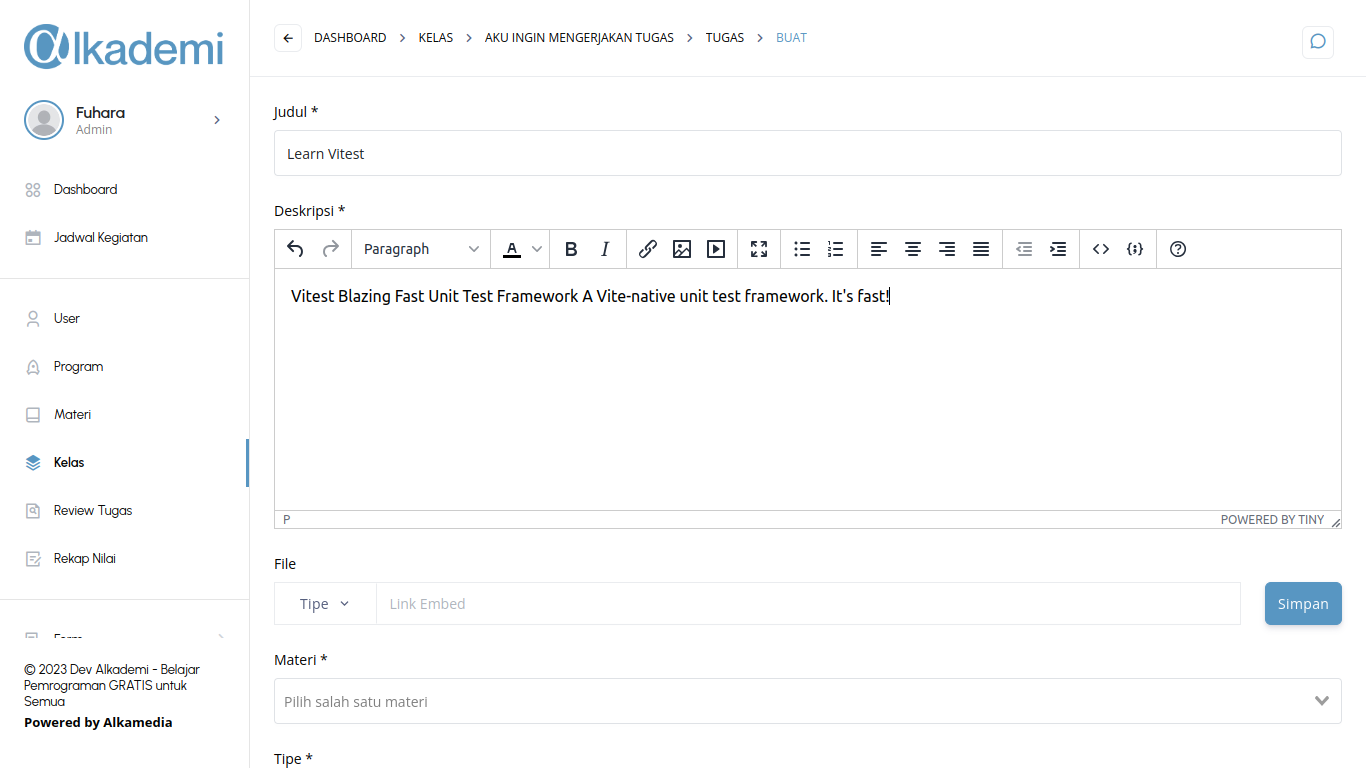 Alkademi
Fuhara
Admin
Dashboard
Jadwal Kegiatan
User
Program
Materi
Kelas
Review Tugas
Rekap Nilai
Form
© 2023 Dev Alkademi - Belajar
Pemrograman GRATIS untuk
Semua
Powered by Alkamedia
DASHBOARD > KELAS > AKU INGIN MENGERJAKAN TUGAS > TUGAS > BUAT
Judul *
Learn Vitest
Deskripsi *
Paragraph A B I
Vitest Blazing Fast Unit Test Framework A Vite-native unit test framework. It's fast!
P POWERED BY TINY
File
Tipe Link Embed Simpan
Materi *
Pilih salah satu materi
Tipe *